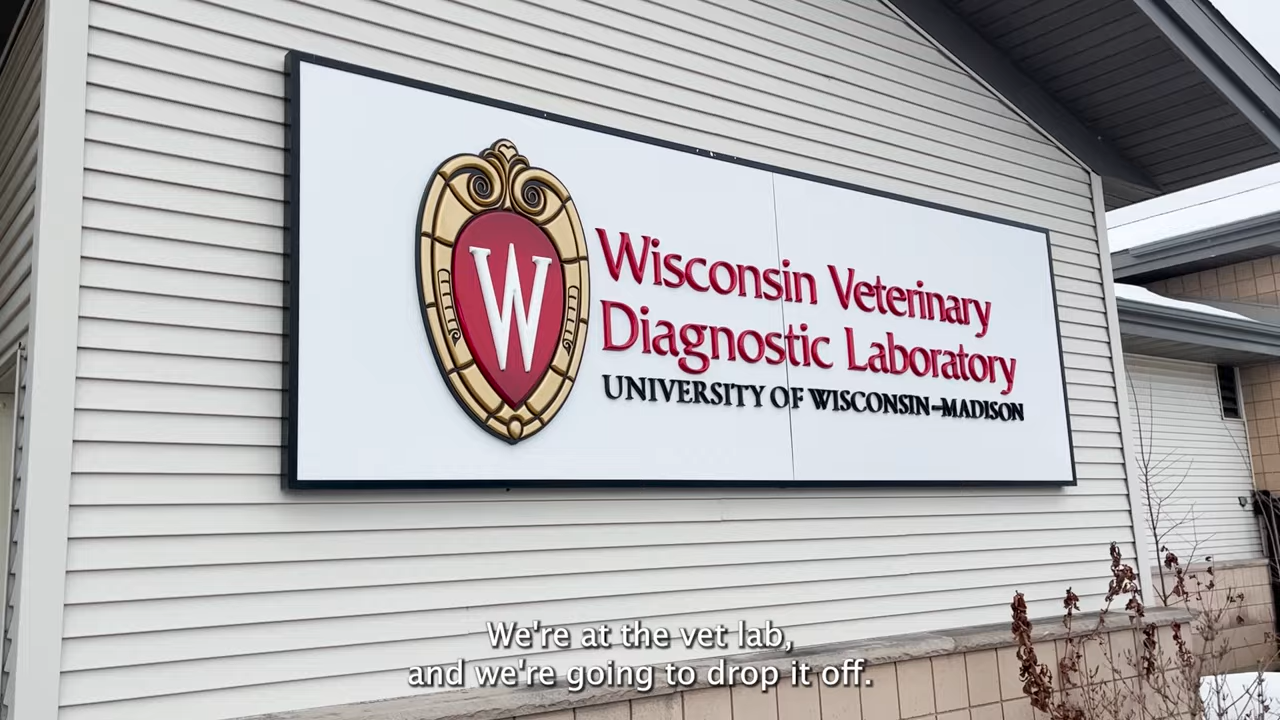 W
Wisconsin Veterinary
Diagnostic Laboratory
UNIVERSITY OF WISCONSIN–MADISON
We're at the vet lab,
and we're going to drop it off.